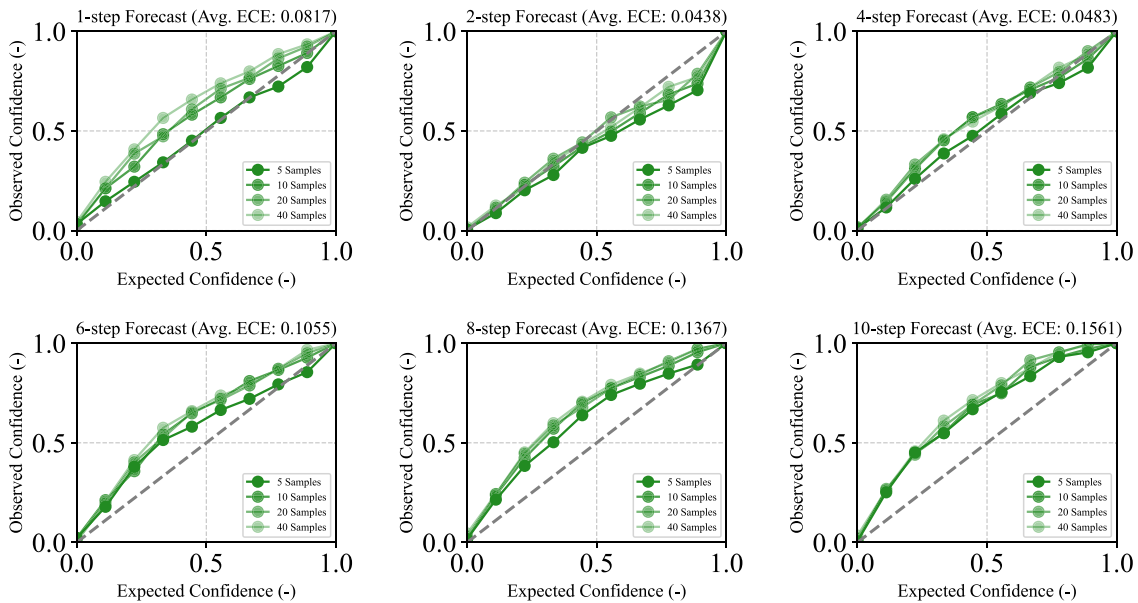 1-step Forecast (Avg. ECE: 0.0817)
1.0
0.5
0.0
0.0
0.5
1.0
Observed Confidence (-)
Expected Confidence (-)
5 Samples
10 Samples
20 Samples
40 Samples
2-step Forecast (Avg. ECE: 0.0438)
1.0
0.5
0.0
0.0
0.5
1.0
Observed Confidence (-)
Expected Confidence (-)
5 Samples
10 Samples
20 Samples
40 Samples
4-step Forecast (Avg. ECE: 0.0483)
1.0
0.5
0.0
0.0
0.5
1.0
Observed Confidence (-)
Expected Confidence (-)
5 Samples
10 Samples
20 Samples
40 Samples
6-step Forecast (Avg. ECE: 0.1055)
1.0
0.5
0.0
0.0
0.5
1.0
Observed Confidence (-)
Expected Confidence (-)
5 Samples
10 Samples
20 Samples
40 Samples
8-step Forecast (Avg. ECE: 0.1367)
1.0
0.5
0.0
0.0
0.5
1.0
Observed Confidence (-)
Expected Confidence (-)
5 Samples
10 Samples
20 Samples
40 Samples
10-step Forecast (Avg. ECE: 0.1561)
1.0
0.5
0.0
0.0
0.5
1.0
Observed Confidence (-)
Expected Confidence (-)
5 Samples
10 Samples
20 Samples
40 Samples